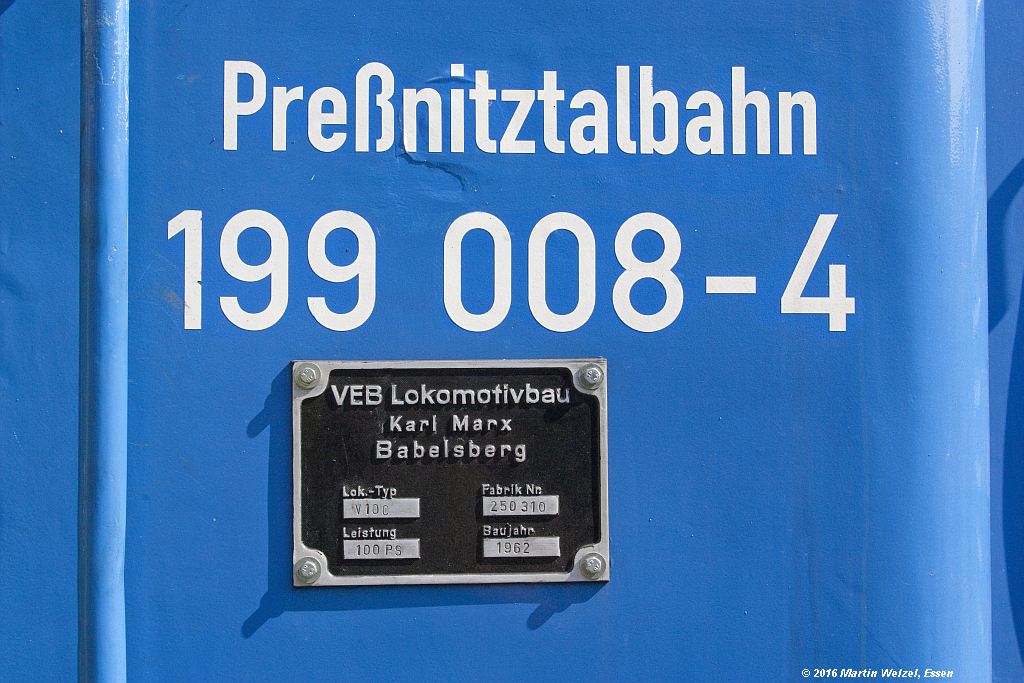 Preßnitztalbahn
199 008-4
VEB Lokomotivbau
Karl Marx
Babelsberg
Lok.-Typ Fabrik Nr.
V10C 250 310
Leistung Baujahr
100 PS 1962
© 2016 Martin Weizel, Essen